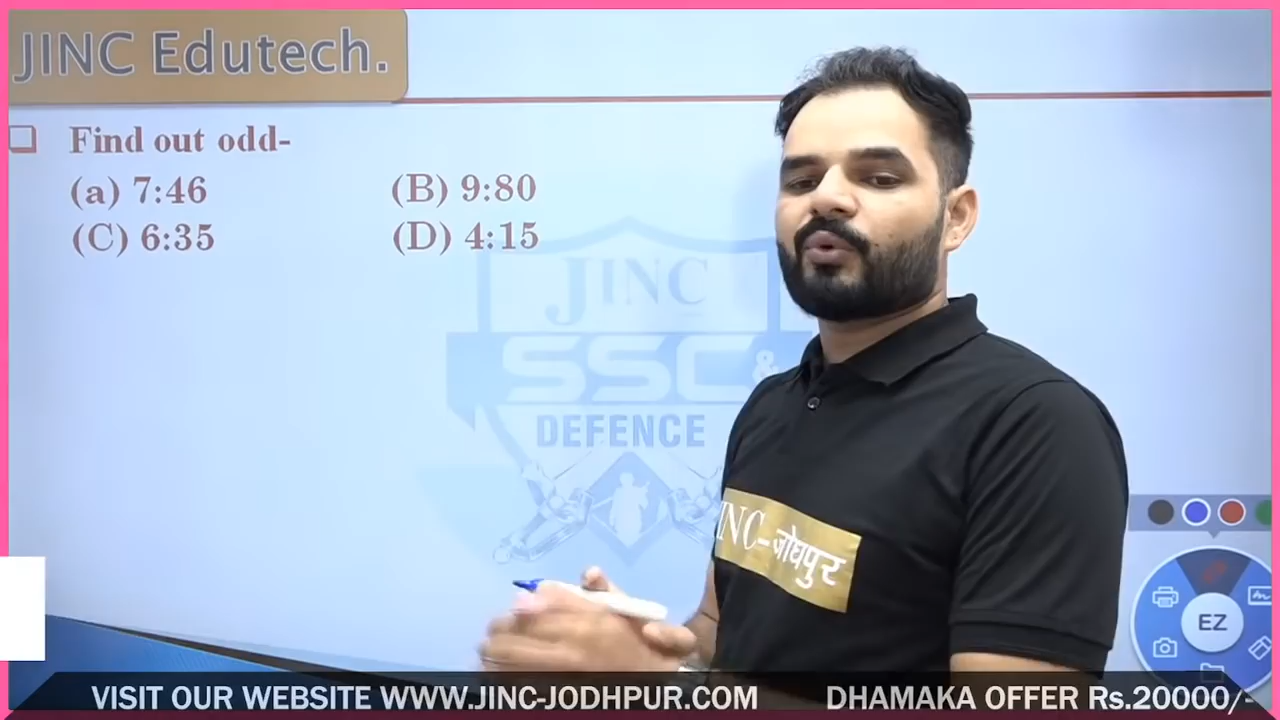 JINC Edutech.
❑ Find out odd-
(a) 7:46 (B) 9:80
(C) 6:35 (D) 4:15
JINC
SSC &
DEFENCE
INC-जोधपुर
EZ
VISIT OUR WEBSITE WWW.JINC-JODHPUR.COM DHAMAKA OFFER Rs.20000/-